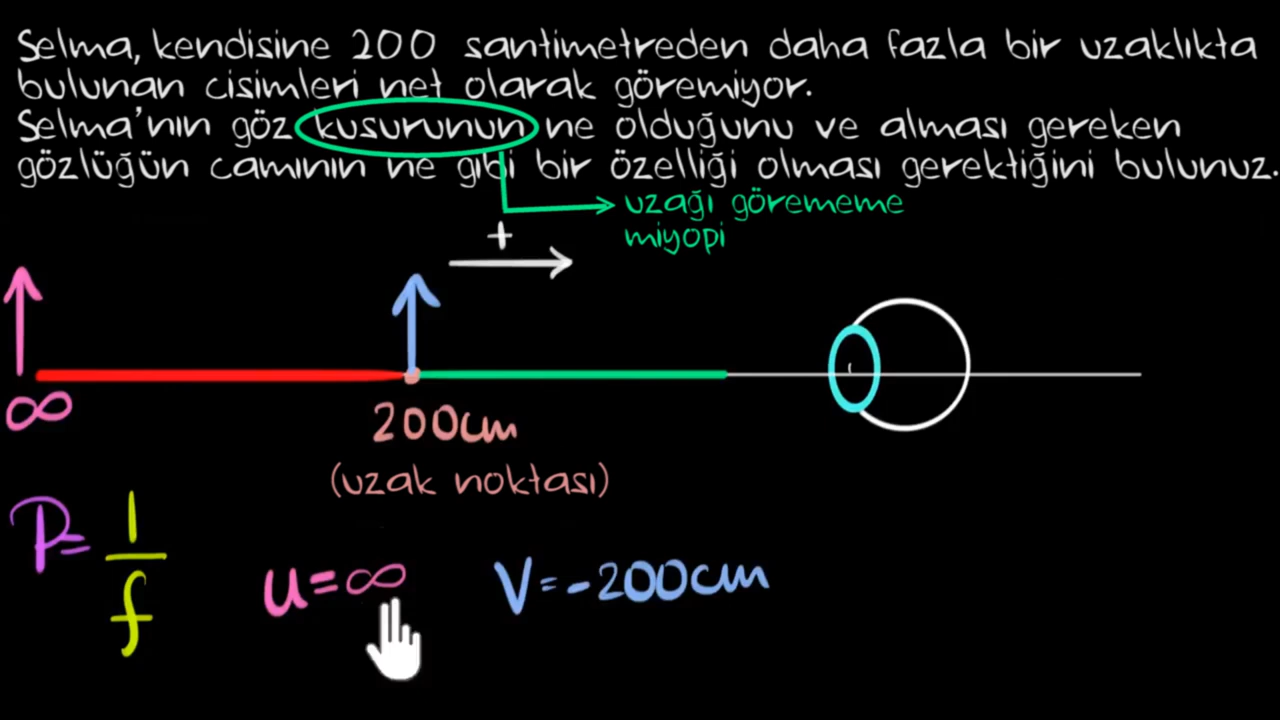 Selma, kendisine 200 santimetreden daha fazla bir uzaklıkta
bulunan cisimleri net olarak göremiyor.
Selma'nın göz kusurunun ne olduğunu ve alması gereken
gözlüğün camının ne gibi bir özelliği olması gerektiğini bulunuz.
uzağı görememe
miyopi
+
∞
200cm
(uzak noktası)
P = 1/f
u = ∞
v = -200cm